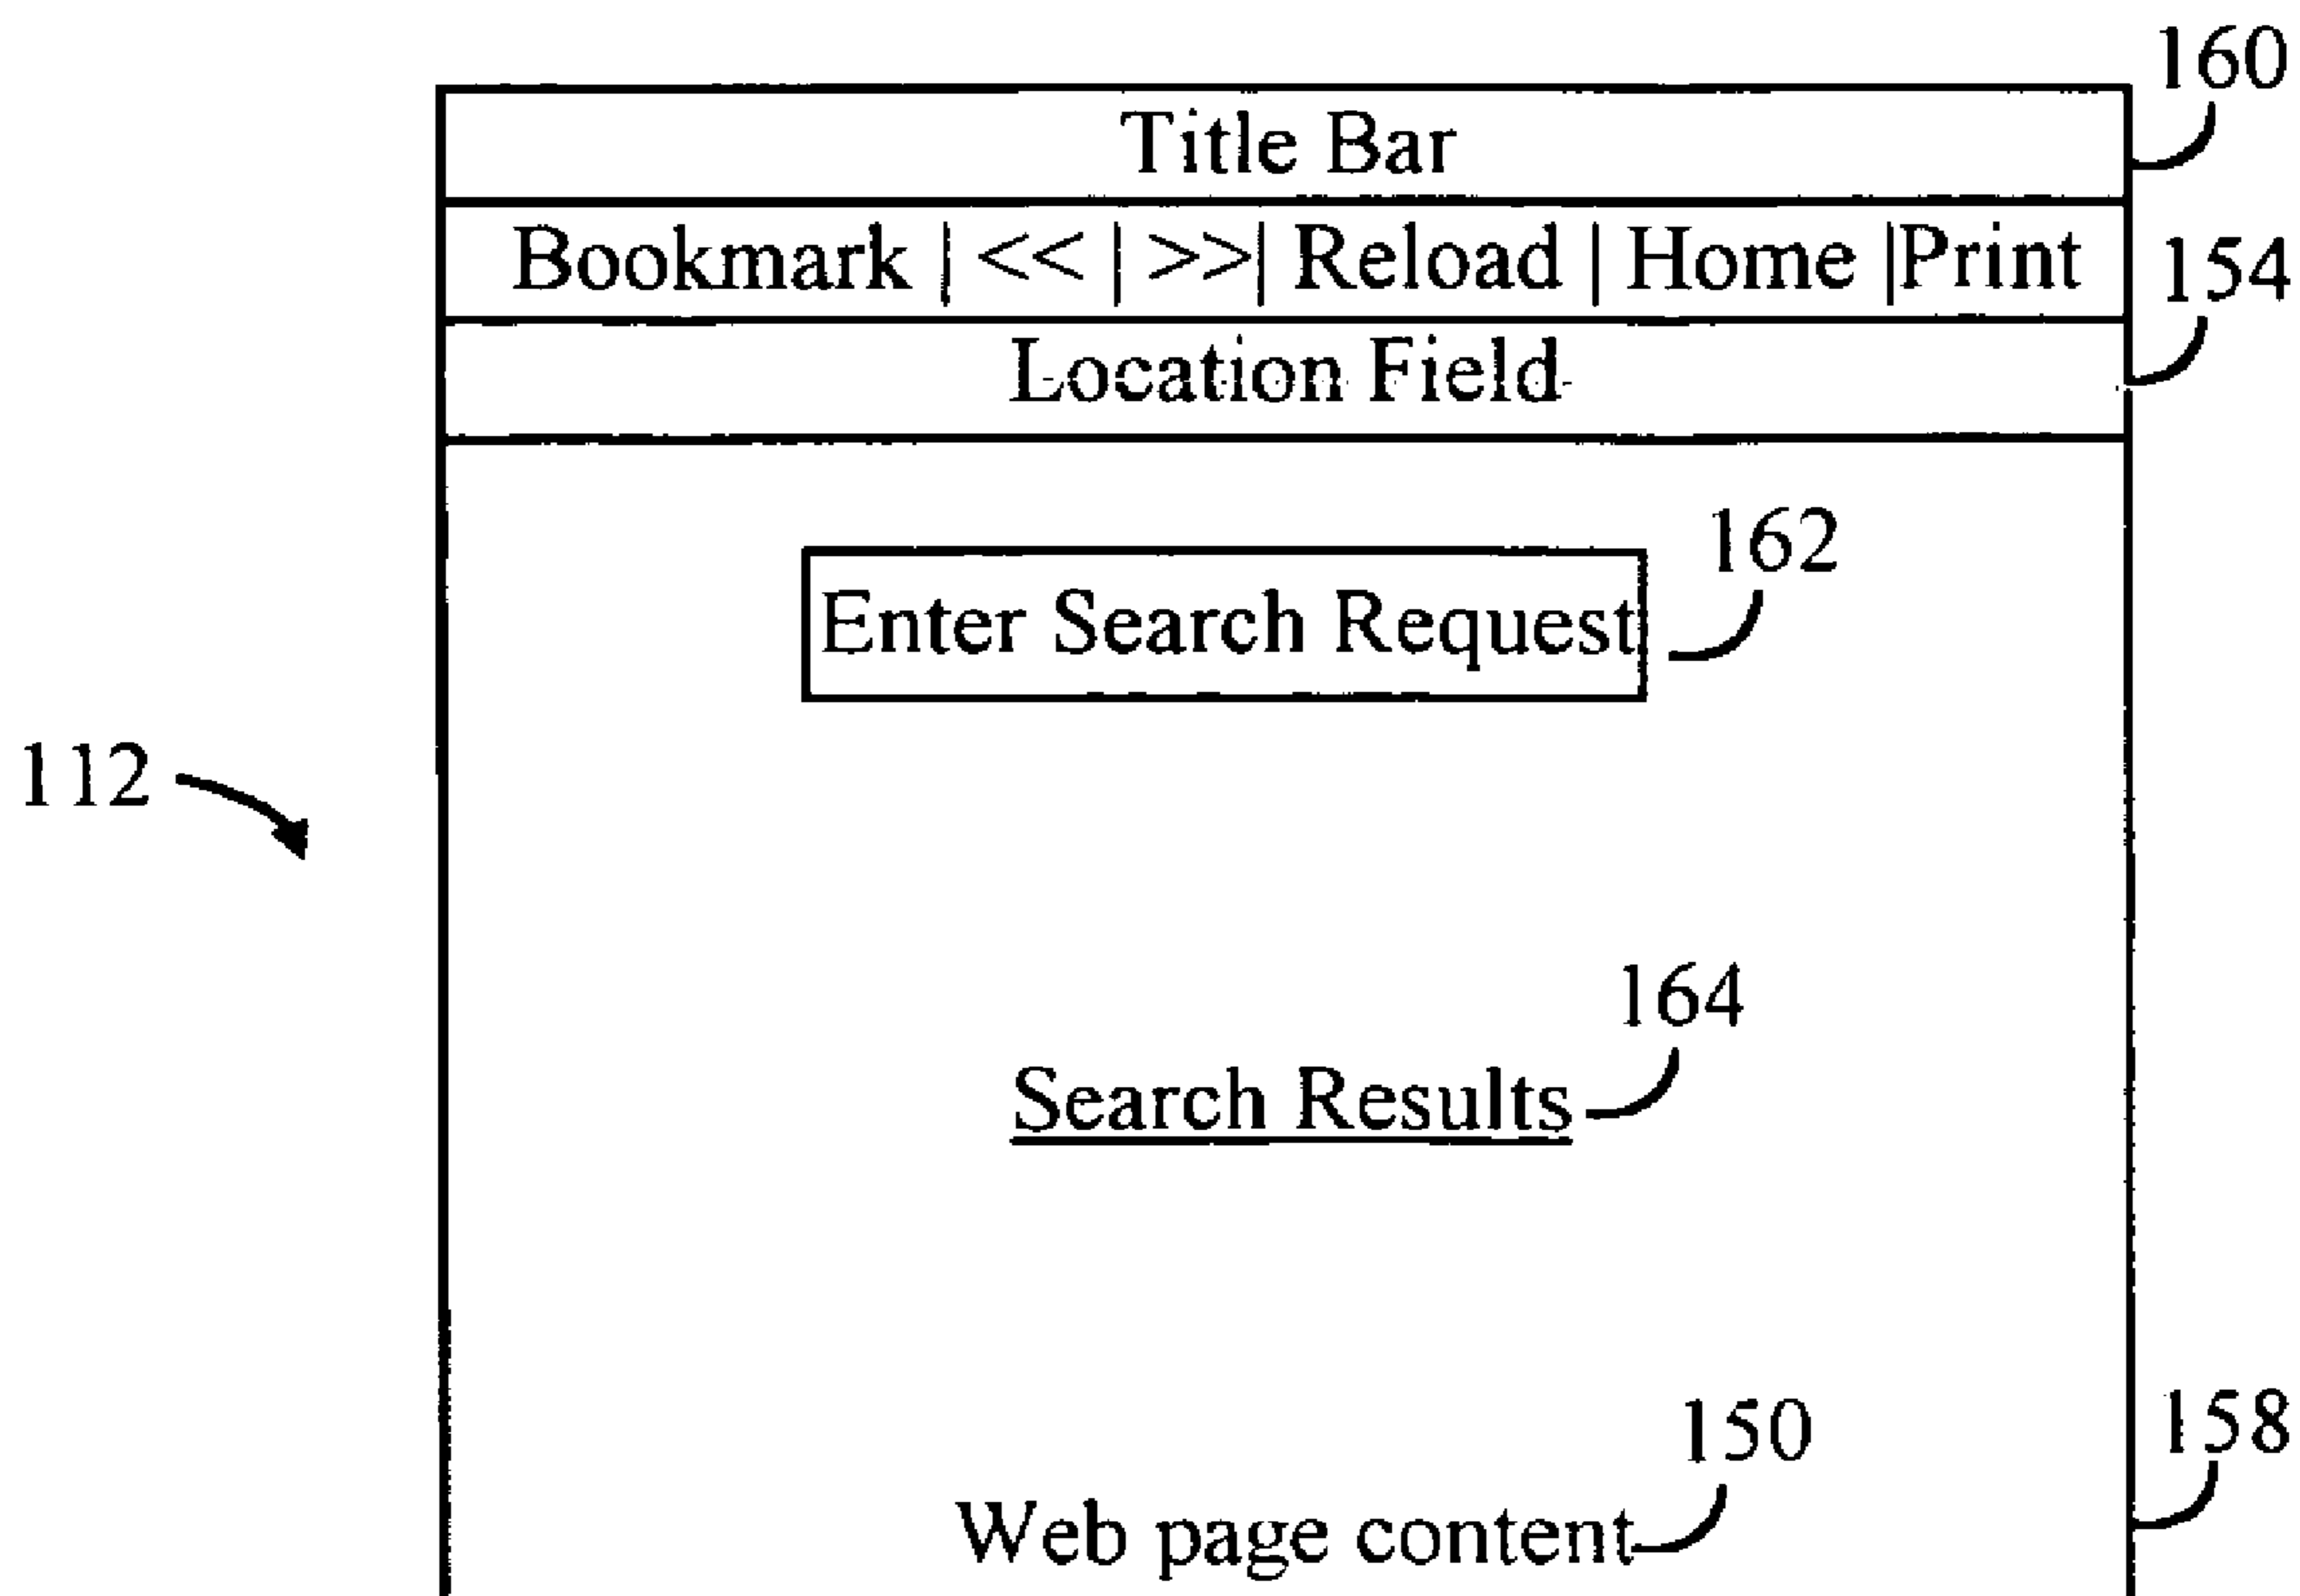 160
Title Bar
Bookmark | << | >>| Reload | Home |Print
154
Location Field
162
Enter Search Request
112
164
Search Results
150
158
Web page content